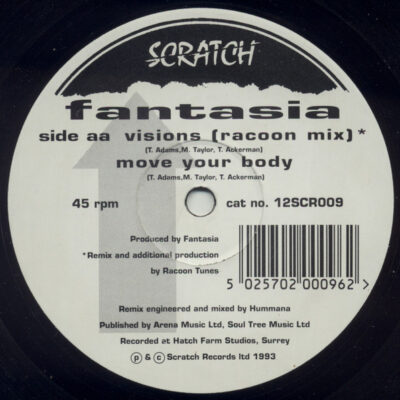 SCRATCH
fantasia
side aa visions (racoon mix)*
(T. Adams,M. Taylor, T. Ackerman)
move your body
(T. Adams,M. Taylor, T. Ackerman)
45 rpm cat no. 12SCR009
Produced by Fantasia
*Remix and additional production
by Racoon Tunes
5 025702 000962 >
Remix engineered and mixed by Hummana
Published by Arena Music Ltd, Soul Tree Music Ltd
Recorded at Hatch Farm Studios, Surrey
℗ & © Scratch Records ltd 1993